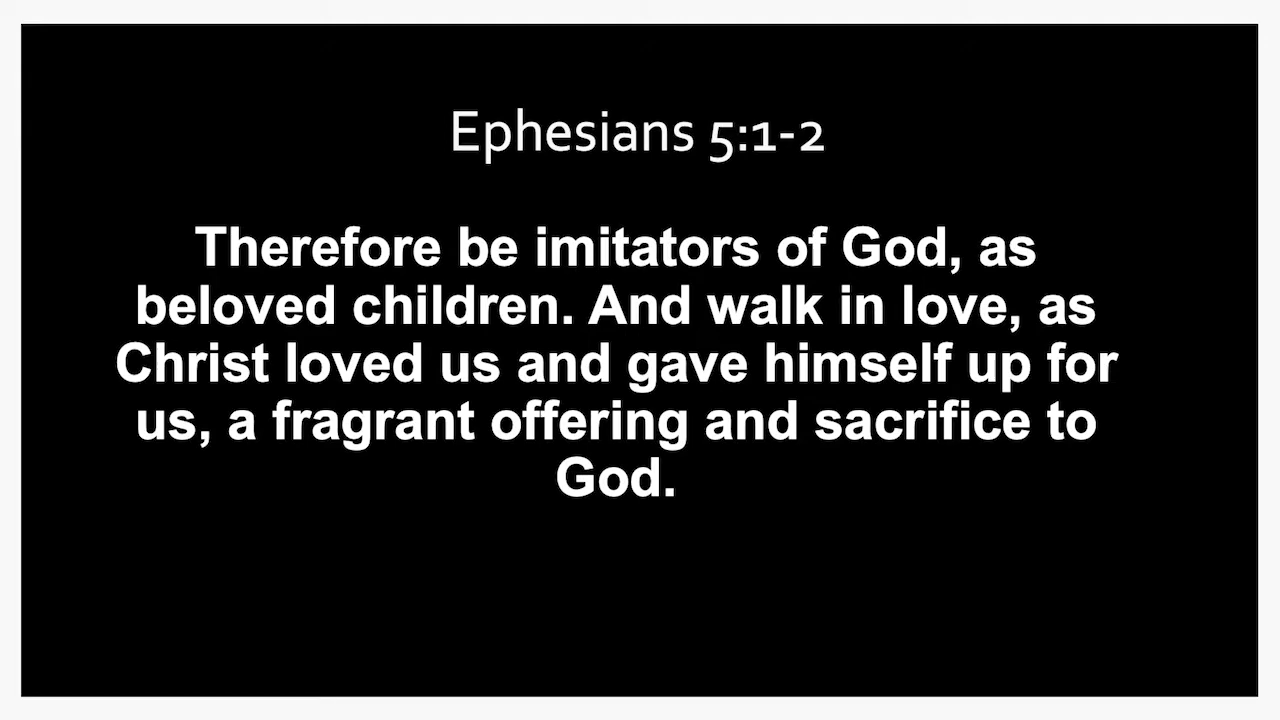 Ephesians 5:1-2
Therefore be imitators of God, as
beloved children. And walk in love, as
Christ loved us and gave himself up for
us, a fragrant offering and sacrifice to
God.